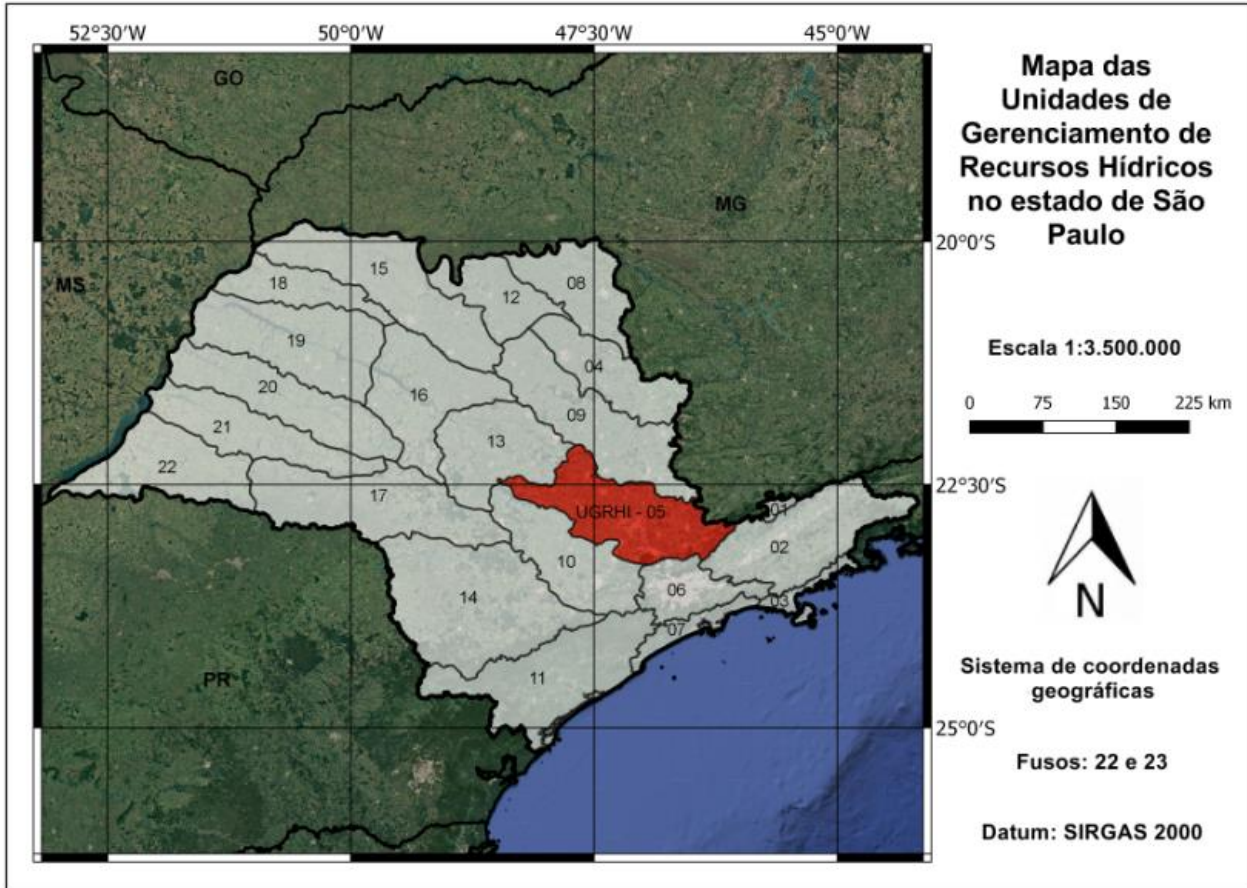 52°30'W 50°0'W 47°30'W 45°0'W
Mapa das
Unidades de
Gerenciamento de
Recursos Hídricos
no estado de São
Paulo
GO
MG
MS
PR
20°0'S
22°30'S
25°0'S
15
18
12
08
19
04
16
20
09
13
21
22
17
UGRHI - 05
01
02
10
06
14
03
07
11
Escala 1:3.500.000
0 75 150 225 km
N
Sistema de coordenadas
geográficas
Fusos: 22 e 23
Datum: SIRGAS 2000